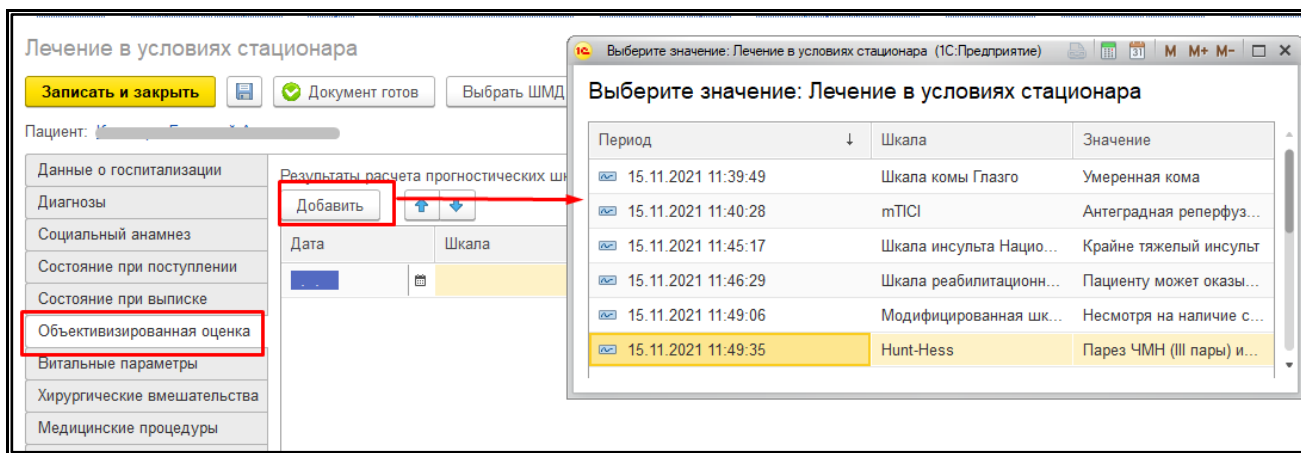 Лечение в условиях стационара
Записать и закрыть
Документ готов
Выбрать ШМД
Пациент:
Данные о госпитализации
Диагнозы
Социальный анамнез
Состояние при поступлении
Состояние при выписке
Объективизированная оценка
Витальные параметры
Хирургические вмешательства
Медицинские процедуры
Результаты расчета прогностических
Добавить
Дата Шкала
. .
Выберите значение: Лечение в условиях стационара (1С:Предприятие)
31 M M+ M-
Выберите значение: Лечение в условиях стационара
Период ↓ Шкала Значение
15.11.2021 11:39:49 Шкала комы Глазго Умеренная кома
15.11.2021 11:40:28 mTICI Антеградная реперфуз...
15.11.2021 11:45:17 Шкала инсульта Нацио... Крайне тяжелый инсульт
15.11.2021 11:46:29 Шкала реабилитационн... Пациенту может оказы...
15.11.2021 11:49:06 Модифицированная шк... Несмотря на наличие с...
15.11.2021 11:49:35 Hunt-Hess Парез ЧМН (III пары) и...